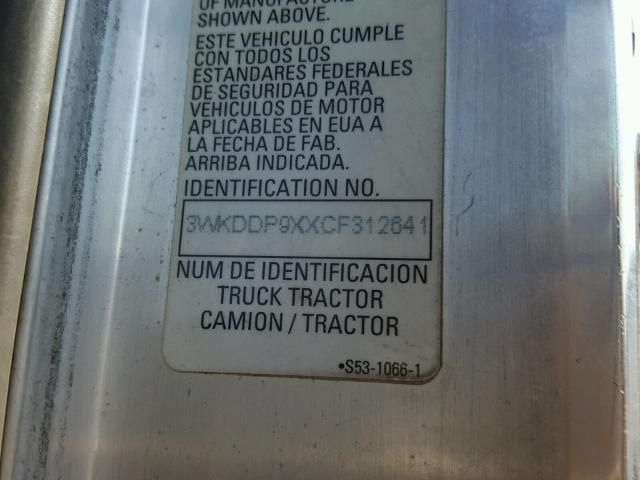 OF MANUFACTURE
SHOWN ABOVE.
ESTE VEHICULO CUMPLE
CON TODOS LOS
ESTANDARES FEDERALES
DE SEGURIDAD PARA
VEHICULOS DE MOTOR
APLICABLES EN EUA A
LA FECHA DE FAB.
ARRIBA INDICADA.
IDENTIFICATION NO.
3WKDDP9XXCF312641
NUM DE IDENTIFICACION
TRUCK TRACTOR
CAMION / TRACTOR
•S53-1066-1